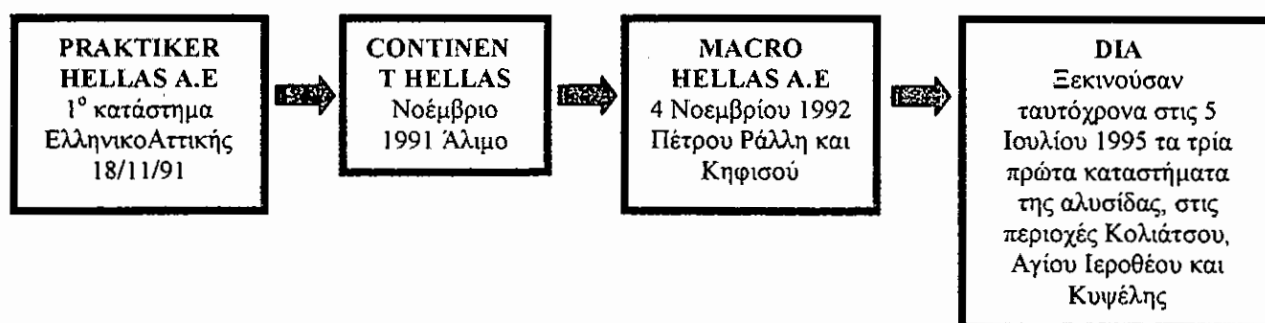 PRAKTIKER
HELLAS A.E
1º κατάστημα
ΕλληνικοΑττικής
18/11/91
CONTINEN
T HELLAS
Νοέμβριο
1991 Άλιμο
MACRO
HELLAS A.E
4 Νοεμβρίου 1992
Πέτρου Ράλλη και
Κηφισού
DIA
Ξεκινούσαν
ταυτόχρονα στις 5
Ιουλίου 1995 τα τρία
πρώτα καταστήματα
της αλυσίδας, στις
περιοχές Κολιάτσου,
Αγίου Ιεροθέου και
Κυψέλης